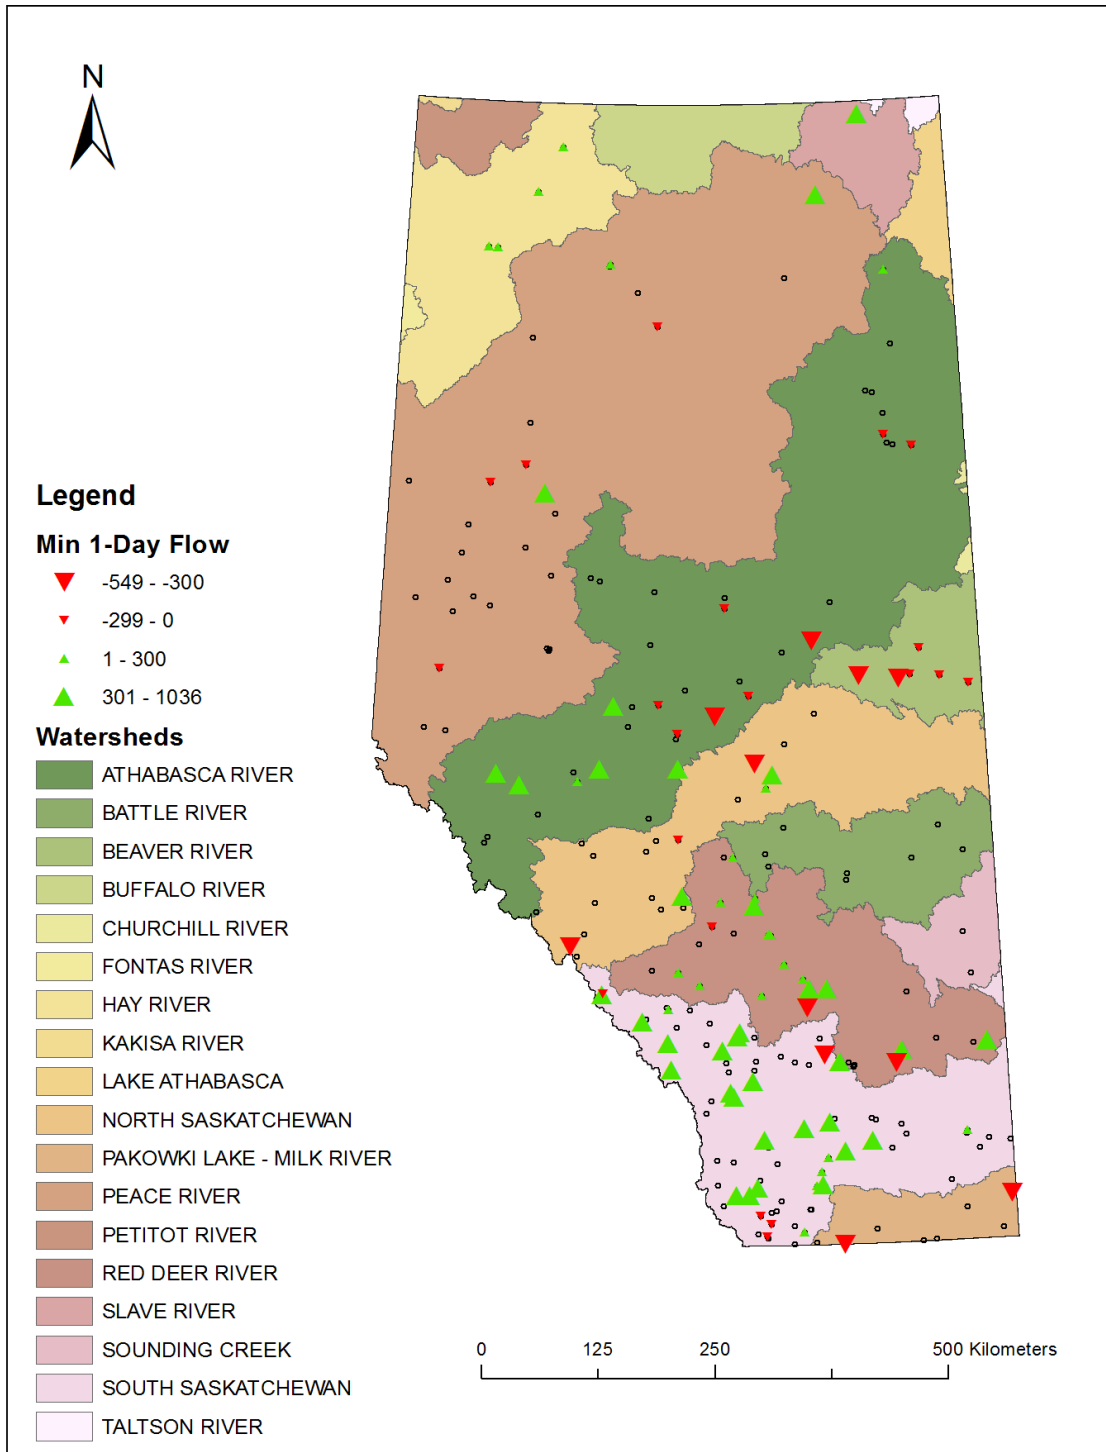 N
Legend
Min 1-Day Flow
-549 - -300
-299 - 0
1 - 300
301 - 1036
Watersheds
ATHABASCA RIVER
BATTLE RIVER
BEAVER RIVER
BUFFALO RIVER
CHURCHILL RIVER
FONTAS RIVER
HAY RIVER
KAKISA RIVER
LAKE ATHABASCA
NORTH SASKATCHEWAN
PAKOWKI LAKE - MILK RIVER
PEACE RIVER
PETITOT RIVER
RED DEER RIVER
SLAVE RIVER
SOUNDING CREEK
SOUTH SASKATCHEWAN
TALTSON RIVER
0 125 250 500 Kilometers